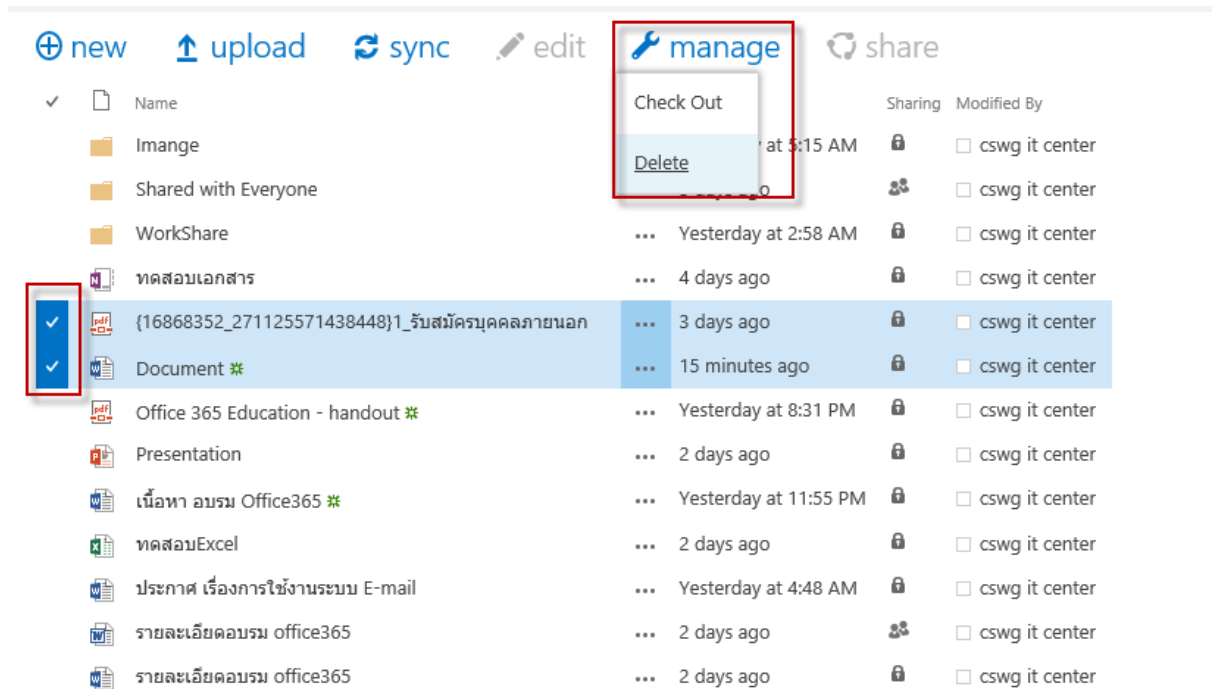 new upload sync edit manage share
Name Sharing Modified By
Check Out
Delete
Imange at 5:15 AM cswg it center
Shared with Everyone days ago cswg it center
WorkShare ... Yesterday at 2:58 AM cswg it center
ทดสอบเอกสาร ... 4 days ago cswg it center
{16868352_271125571438448}1_รับสมัครบุคคลภายนอก ... 3 days ago cswg it center
Document ... 15 minutes ago cswg it center
Office 365 Education - handout ... Yesterday at 8:31 PM cswg it center
Presentation ... 2 days ago cswg it center
เนื้อหา อบรม Office365 ... Yesterday at 11:55 PM cswg it center
ทดสอบExcel ... 2 days ago cswg it center
ประกาศ เรื่องการใช้งานระบบ E-mail ... Yesterday at 4:48 AM cswg it center
รายละเอียดอบรม office365 ... 2 days ago cswg it center
รายละเอียดอบรม office365 ... 2 days ago cswg it center